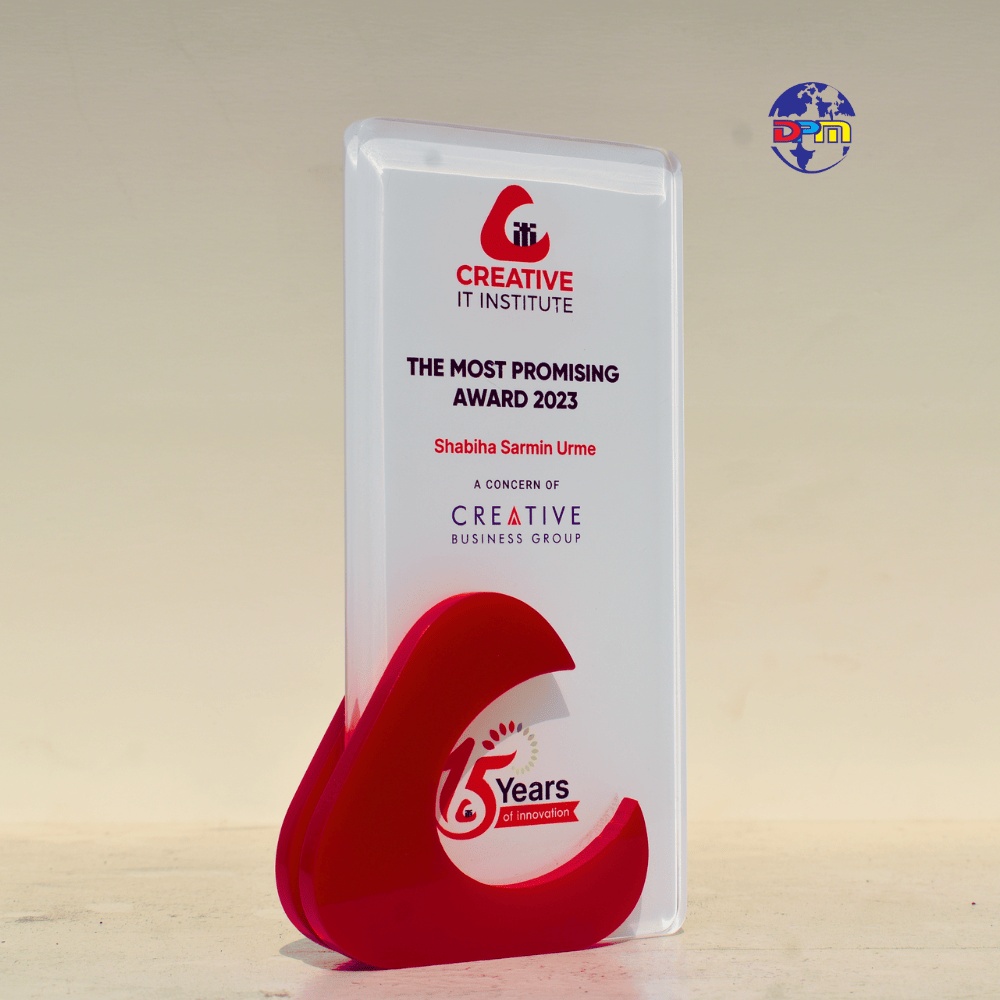 DPM
iti
CREATIVE
IT INSTITUTE
THE MOST PROMISING
AWARD 2023
Shabiha Sarmin Urme
A CONCERN OF
CREATIVE
BUSINESS GROUP
15 Years
of innovation